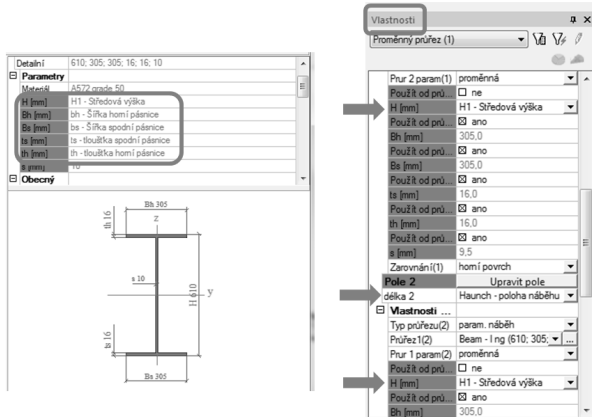 Detailní 610; 305; 305; 16; 16; 10
Parametry
Materiál A572 grade 50
H [mm] H1 - Středová výška
Bh [mm] bh - Šířka horní pásnice
Bs [mm] bs - Šířka spodní pásnice
ts [mm] ts - tloušťka spodní pásnice
th [mm] th - tloušťka horní pásnice
s [mm] 10
Obecný
Bh 305
th 16
z
s 10
H 610
y
ts 16
Bs 305
Vlastnosti
Proměnný průřez (1)
Prur 2 param(1) proměnná
Použít od prů... ne
H [mm] H1 - Středová výška
Použít od prů... ano
Bh [mm] 305,0
Použít od prů... ano
Bs [mm] 305,0
Použít od prů... ano
ts [mm] 16,0
Použít od prů... ano
th [mm] 16,0
Použít od prů... ano
s [mm] 9,5
Zarovnání(1) horní povrch
Pole 2 Upravit pole
délka 2 Haunch - poloha náběhu
Vlastnosti ...
Typ průřezu(2) param. náběh
Průřez1(2) Beam - I ng (610; 305; ...
Prur 1 param(2) proměnná
Použít od prů... ne
H [mm] H1 - Středová výška
Použít od prů... ano
Bh [mm] 305,0